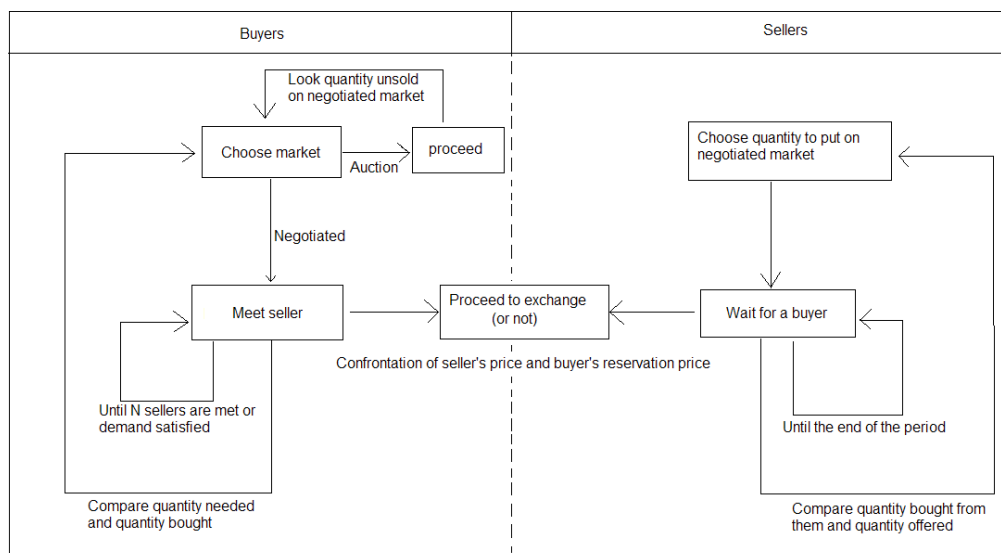 Buyers
Sellers
Look quantity unsold
on negotiated market
Choose market
Auction
proceed
Choose quantity to put on
negotiated market
Negotiated
Meet seller
Proceed to exchange
(or not)
Wait for a buyer
Confrontation of seller's price and buyer's reservation price
Until N sellers are met or
demand satisfied
Until the end of the period
Compare quantity needed
and quantity bought
Compare quantity bought from
them and quantity offered